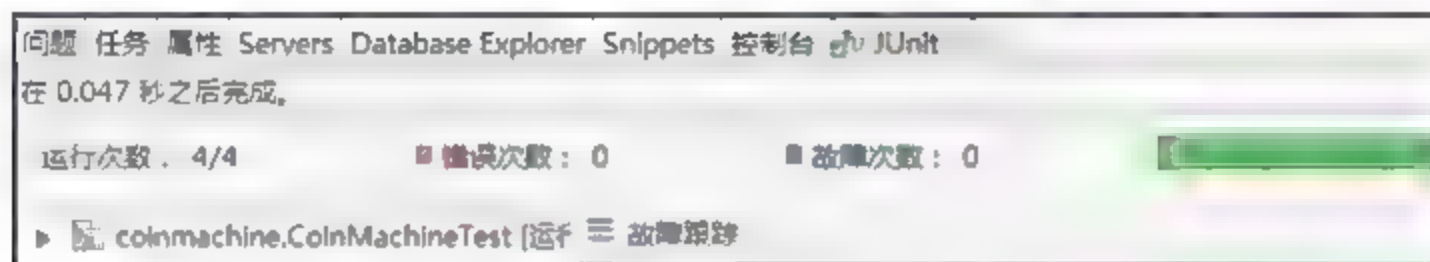 问题 任务 属性 Servers Database Explorer Snippets 控制台 JUnit
在 0.047 秒之后完成。
运行次数： 4/4 错误次数： 0 故障次数： 0
coinmachine.CoinMachineTest [运行 故障跟踪